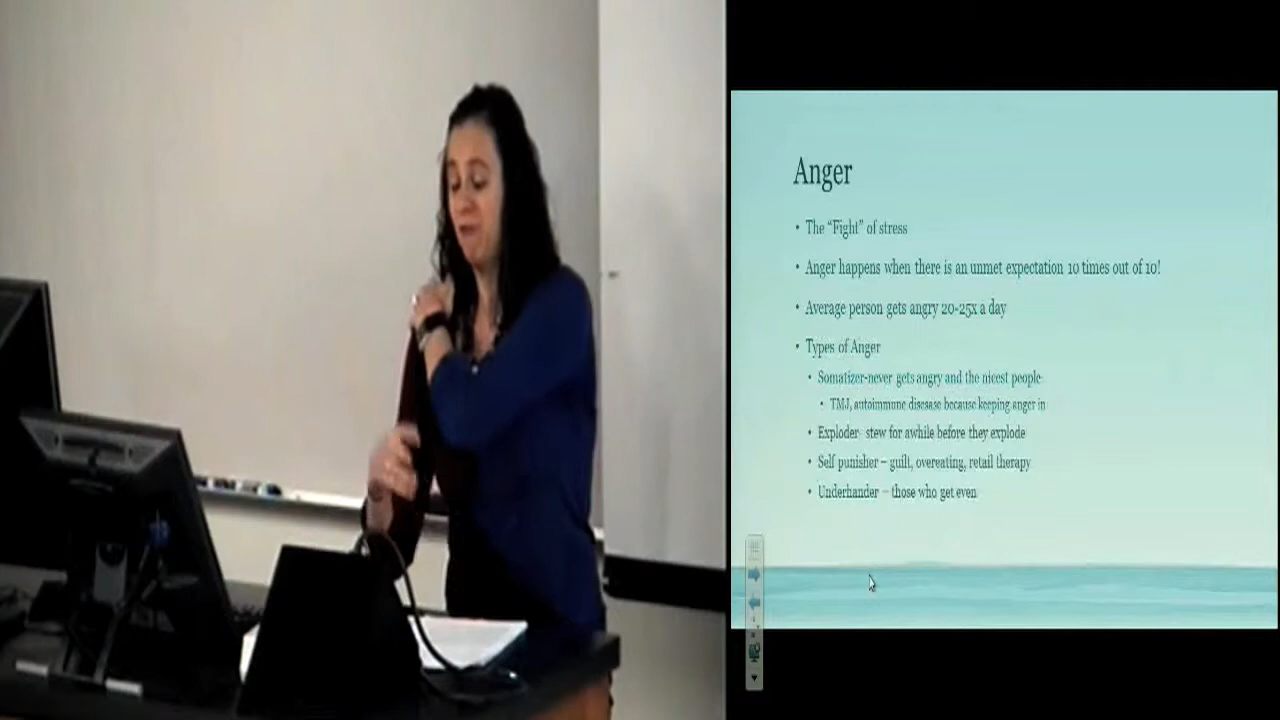 Anger
• The "Fight" of stress
• Anger happens when there is an unmet expectation 10 times out of 10!
• Average person gets angry 20-25x a day
• Types of Anger
• Somatizer-never gets angry and the nicest people
• TMJ, autoimmune disesase because keeping anger in
• Exploder- stew for awhile before they explode
• Self punisher – guilt, overeating, retail therapy
• Underhander – those who get even